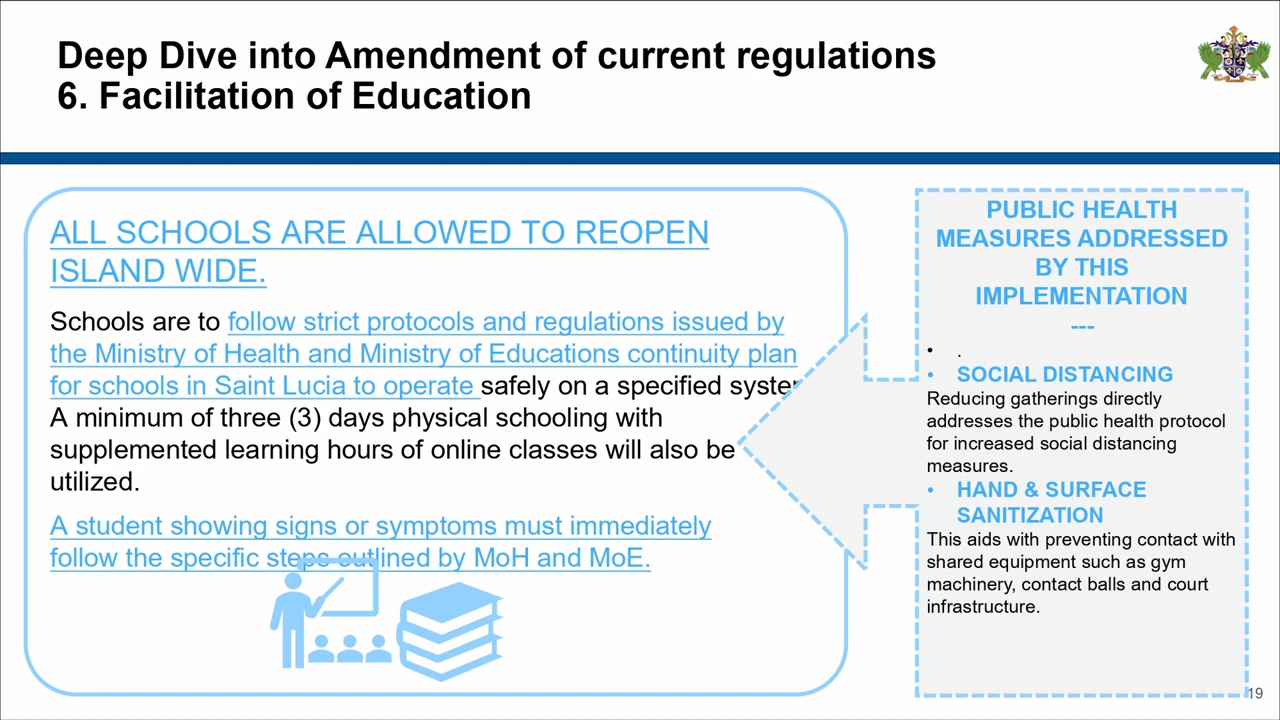 Deep Dive into Amendment of current regulations
6. Facilitation of Education
ALL SCHOOLS ARE ALLOWED TO REOPEN
ISLAND WIDE.
Schools are to follow strict protocols and regulations issued by
the Ministry of Health and Ministry of Educations continuity plan
for schools in Saint Lucia to operate safely on a specified
A minimum of three (3) days physical schooling with
supplemented learning hours of online classes will also be
utilized.
A student showing signs or symptoms must immediately
follow the specific steps outlined by MoH and MoE.
PUBLIC HEALTH
MEASURES ADDRESSED
BY THIS
IMPLEMENTATION
---
• .
• SOCIAL DISTANCING
Reducing gatherings directly
addresses the public health protocol
for increased social distancing
measures.
• HAND & SURFACE
SANITIZATION
This aids with preventing contact with
shared equipment such as gym
machinery, contact balls and court
infrastructure.
19